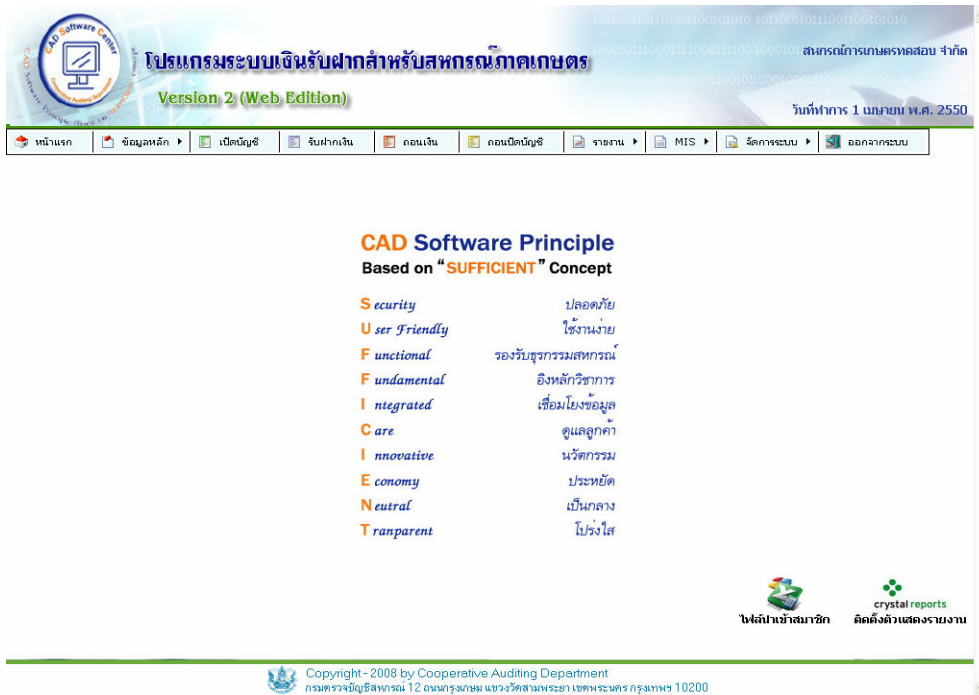 CAD Software Center
โปรแกรมระบบเงินรับฝากสำหรับสหกรณ์ภาคเกษตร
Version 2 (Web Edition)
สหกรณ์การเกษตรทดสอบ จำกัด
วันที่ทำการ 1 เมษายน พ.ศ. 2550
หน้าแรก ข้อมูลหลัก เปิดบัญชี รับฝากเงิน ถอนเงิน ถอนปิดบัญชี รายงาน MIS จัดการระบบ ออกจากระบบ
CAD Software Principle
Based on “SUFFICIENT” Concept
Security ปลอดภัย
User Friendly ใช้งานง่าย
Functional รองรับธุรกรรมสหกรณ์
Fundamental อิงหลักวิชาการ
Integrated เชื่อมโยงข้อมูล
Care ดูแลลูกค้า
Innovative นวัตกรรม
Economy ประหยัด
Neutral เป็นกลาง
Tranparent โปร่งใส
crystal reports
ไฟล์นำเข้าสมาชิก ติดตั้งตัวแสดงรายงาน
Copyright - 2008 by Cooperative Auditing Department
กรมตรวจบัญชีสหกรณ์ 12 ถนนกรุงเกษม แขวงวัดสามพระยา เขตพระนคร กรุงเทพฯ 10200